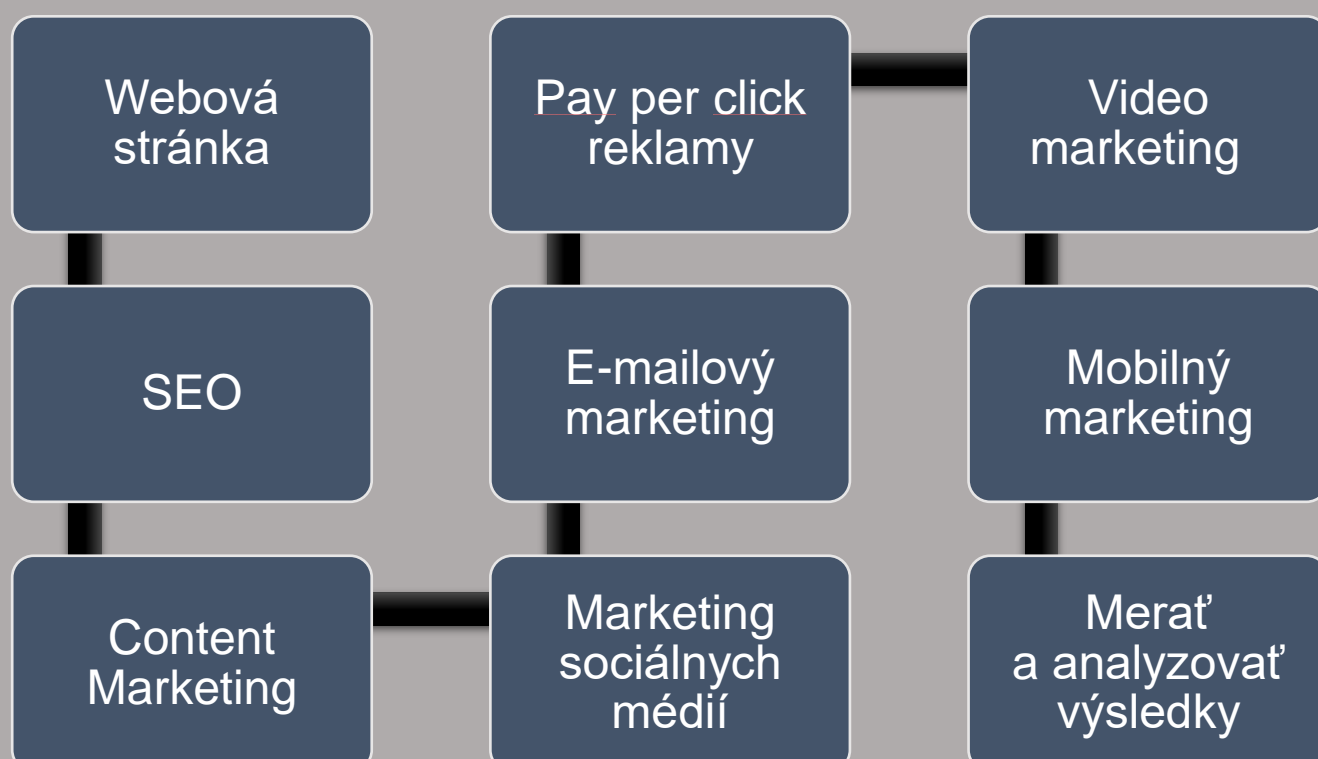 Webová
stránka
SEO
Content
Marketing
Marketing
sociálnych
médií
E-mailový
marketing
Pay per click
reklamy
Video
marketing
Mobilný
marketing
Merať
a analyzovať
výsledky